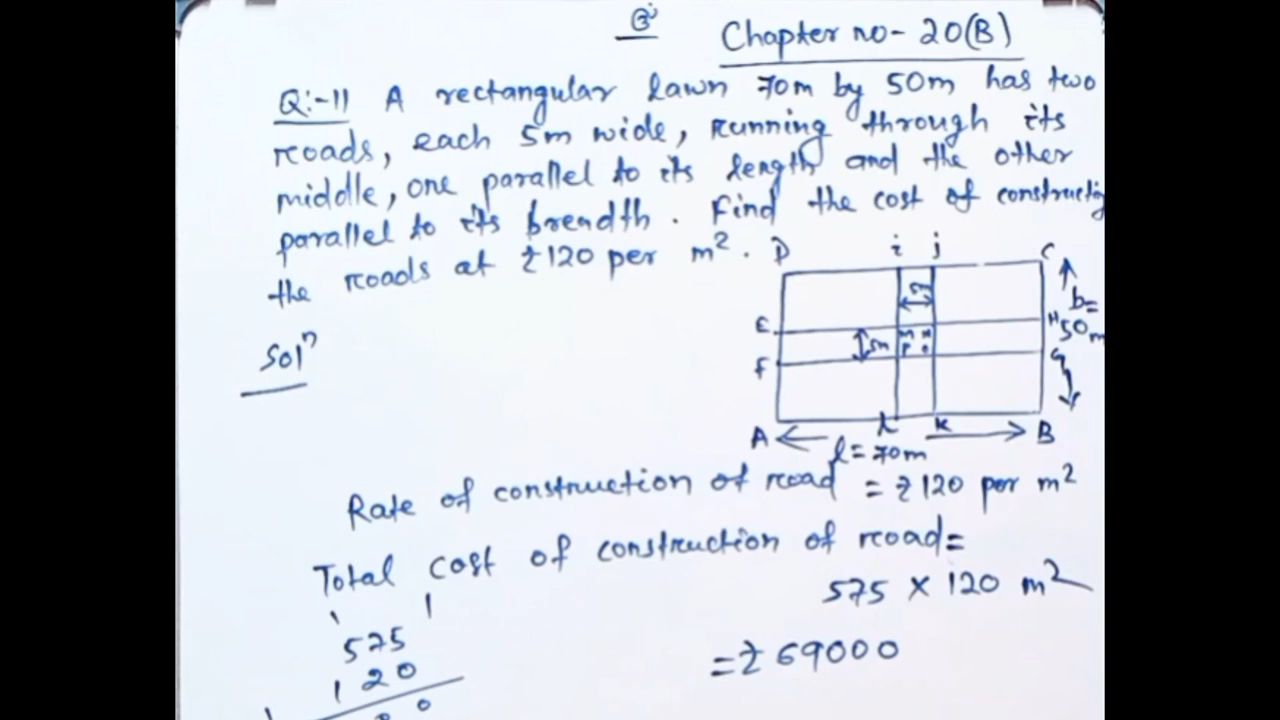 Chapter no- 20(B)
Q:-11 A rectangular lawn 70m by 50m has two
roads, each 5m wide, running through its
middle, one parallel to its length and the other
parallel to its breadth. Find the cost of constructing
the roads at ₹120 per m².
D i j C
b=
50m
E H
5m
F G
A l k B
l = 70m
Solⁿ
Rate of construction of road = ₹120 per m²
Total cost of construction of road=
575 × 120 m²
= ₹ 69000
575
120